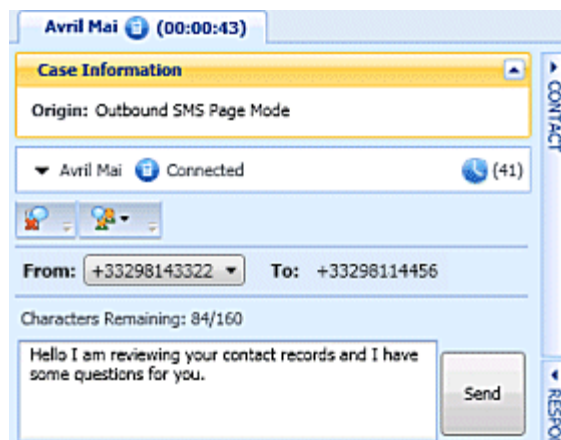 Avril Mai (00:00:43)
Case Information
Origin: Outbound SMS Page Mode
Avril Mai Connected (41)
From: +33298143322 To: +33298114456
Characters Remaining: 84/160
Hello I am reviewing your contact records and I have
some questions for you.
Send
CONTACT